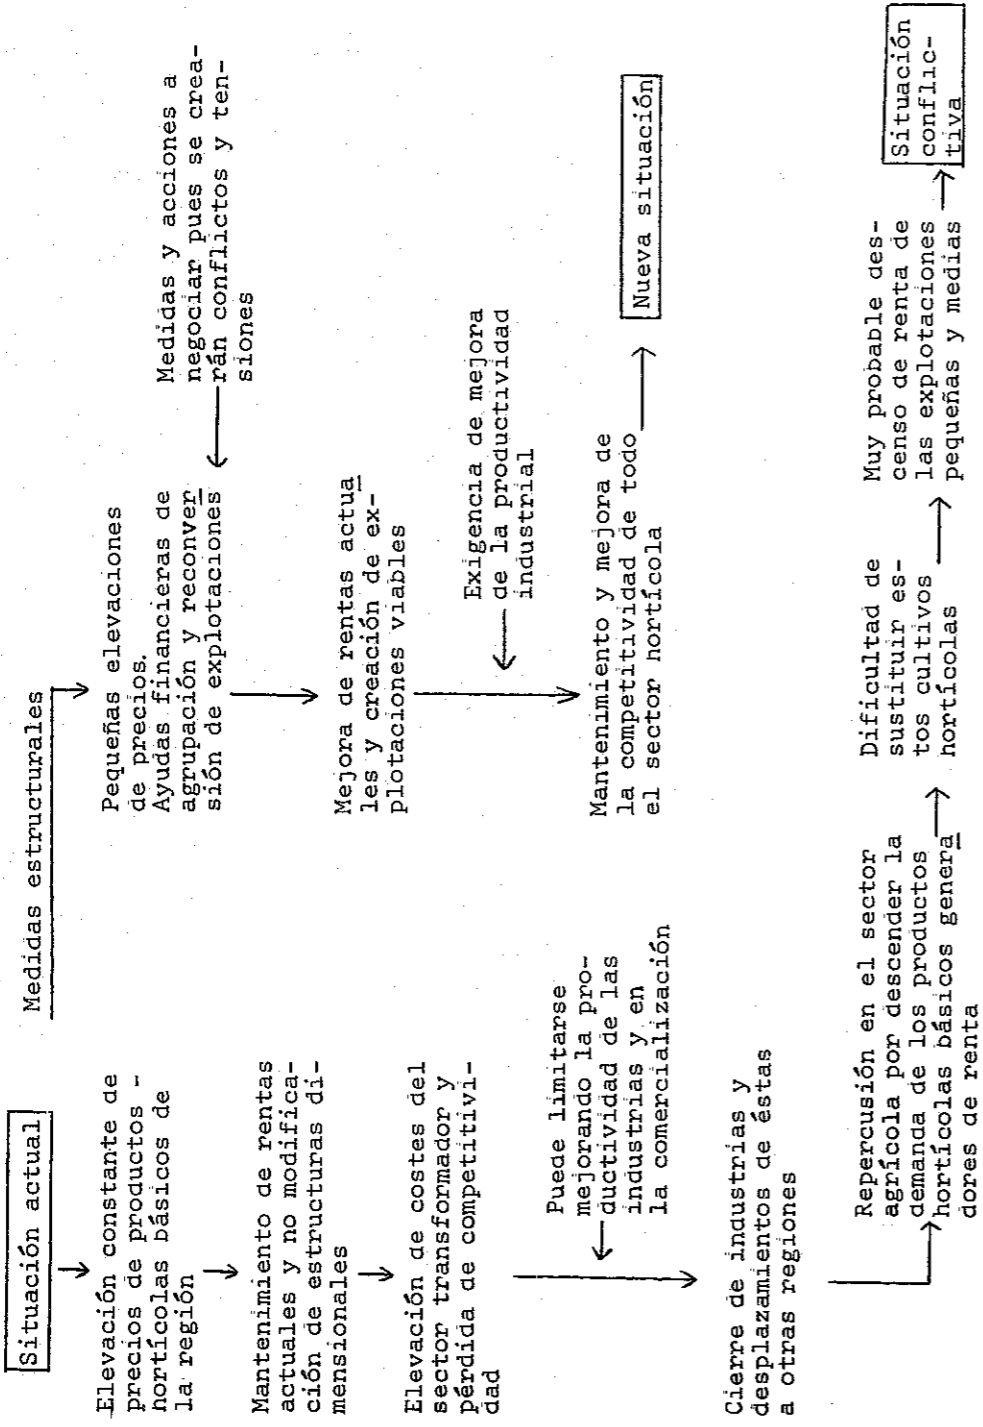 Situación actual
Elevación constante de
precios de productos -
hortícolas básicos de
la región
Mantenimiento de rentas
actuales y no modifica-
ción de estructuras di-
mensionales
Elevación de costes del
sector transformador y
pérdida de competitivi-
dad
Puede limitarse
mejorando la pro-
ductividad de las
industrias y en
la comercialización
Cierre de industrias y
desplazamientos de éstas
a otras regiones
Repercusión en el sector
agrícola por descender la
demanda de los productos
hortícolas básicos genera
dores de renta
Dificultad de
sustituir es-
tos cultivos
hortícolas
Muy probable des-
censo de renta de
las explotaciones
pequeñas y medias
Situación
conflic-
tiva
Medidas estructurales
Pequeñas elevaciones
de precios.
Ayudas financieras de
agrupación y reconver
sión de explotaciones
Medidas y acciones a
negociar pues se crea-
rán conflictos y ten-
siones
Mejora de rentas actua
les y creación de ex-
plotaciones viables
Exigencia de mejora
de la productividad
industrial
Mantenimiento y mejora de
la competitividad de todo
el sector hortícola
Nueva situación